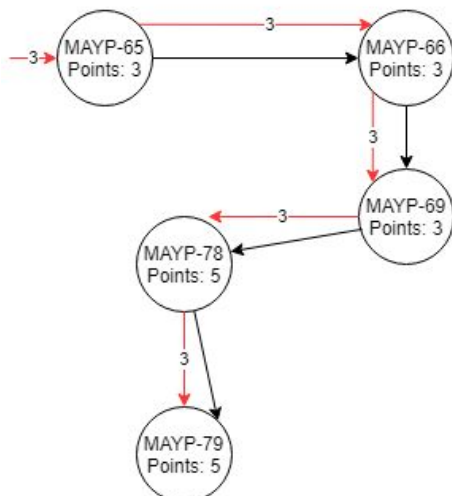 3
MAYP-65
Points: 3
3
MAYP-66
Points: 3
3
MAYP-69
Points: 3
3
MAYP-78
Points: 5
3
MAYP-79
Points: 5